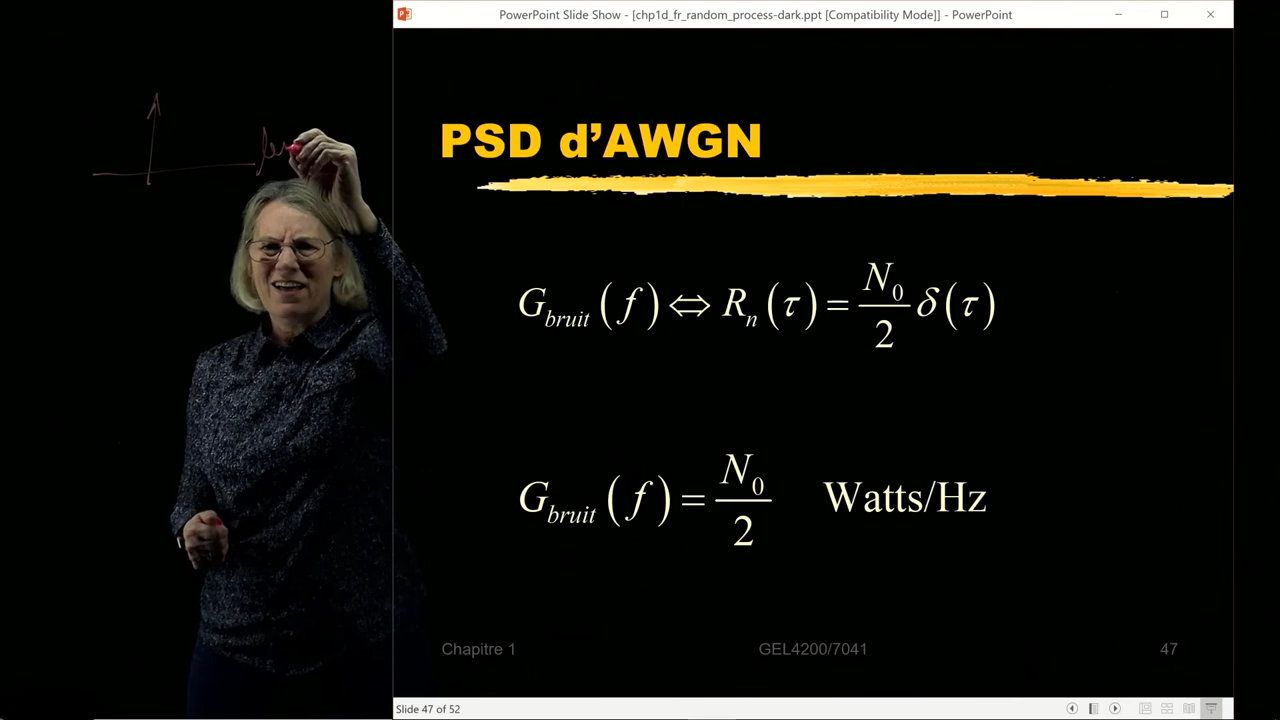 PowerPoint Slide Show - [chp1d_fr_random_process-dark.ppt [Compatibility Mode]] - PowerPoint
PSD d’AWGN
G_bruit (f) ⇔ R_n (τ) = N_0/2 δ(τ)
G_bruit (f) = N_0/2 Watts/Hz
Chapitre 1 GEL4200/7041 47
Slide 47 of 52